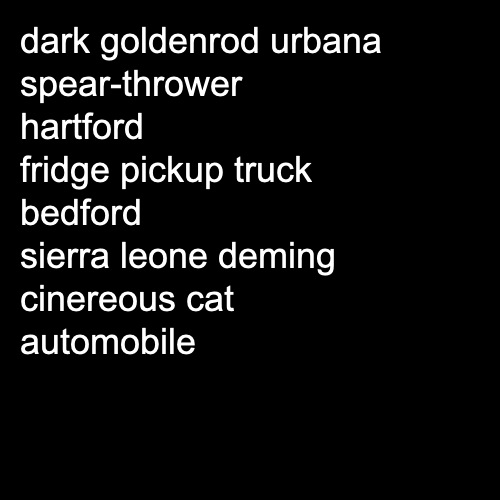 dark goldenrod urbana
spear-thrower
hartford
fridge pickup truck
bedford
sierra leone deming
cinereous cat
automobile